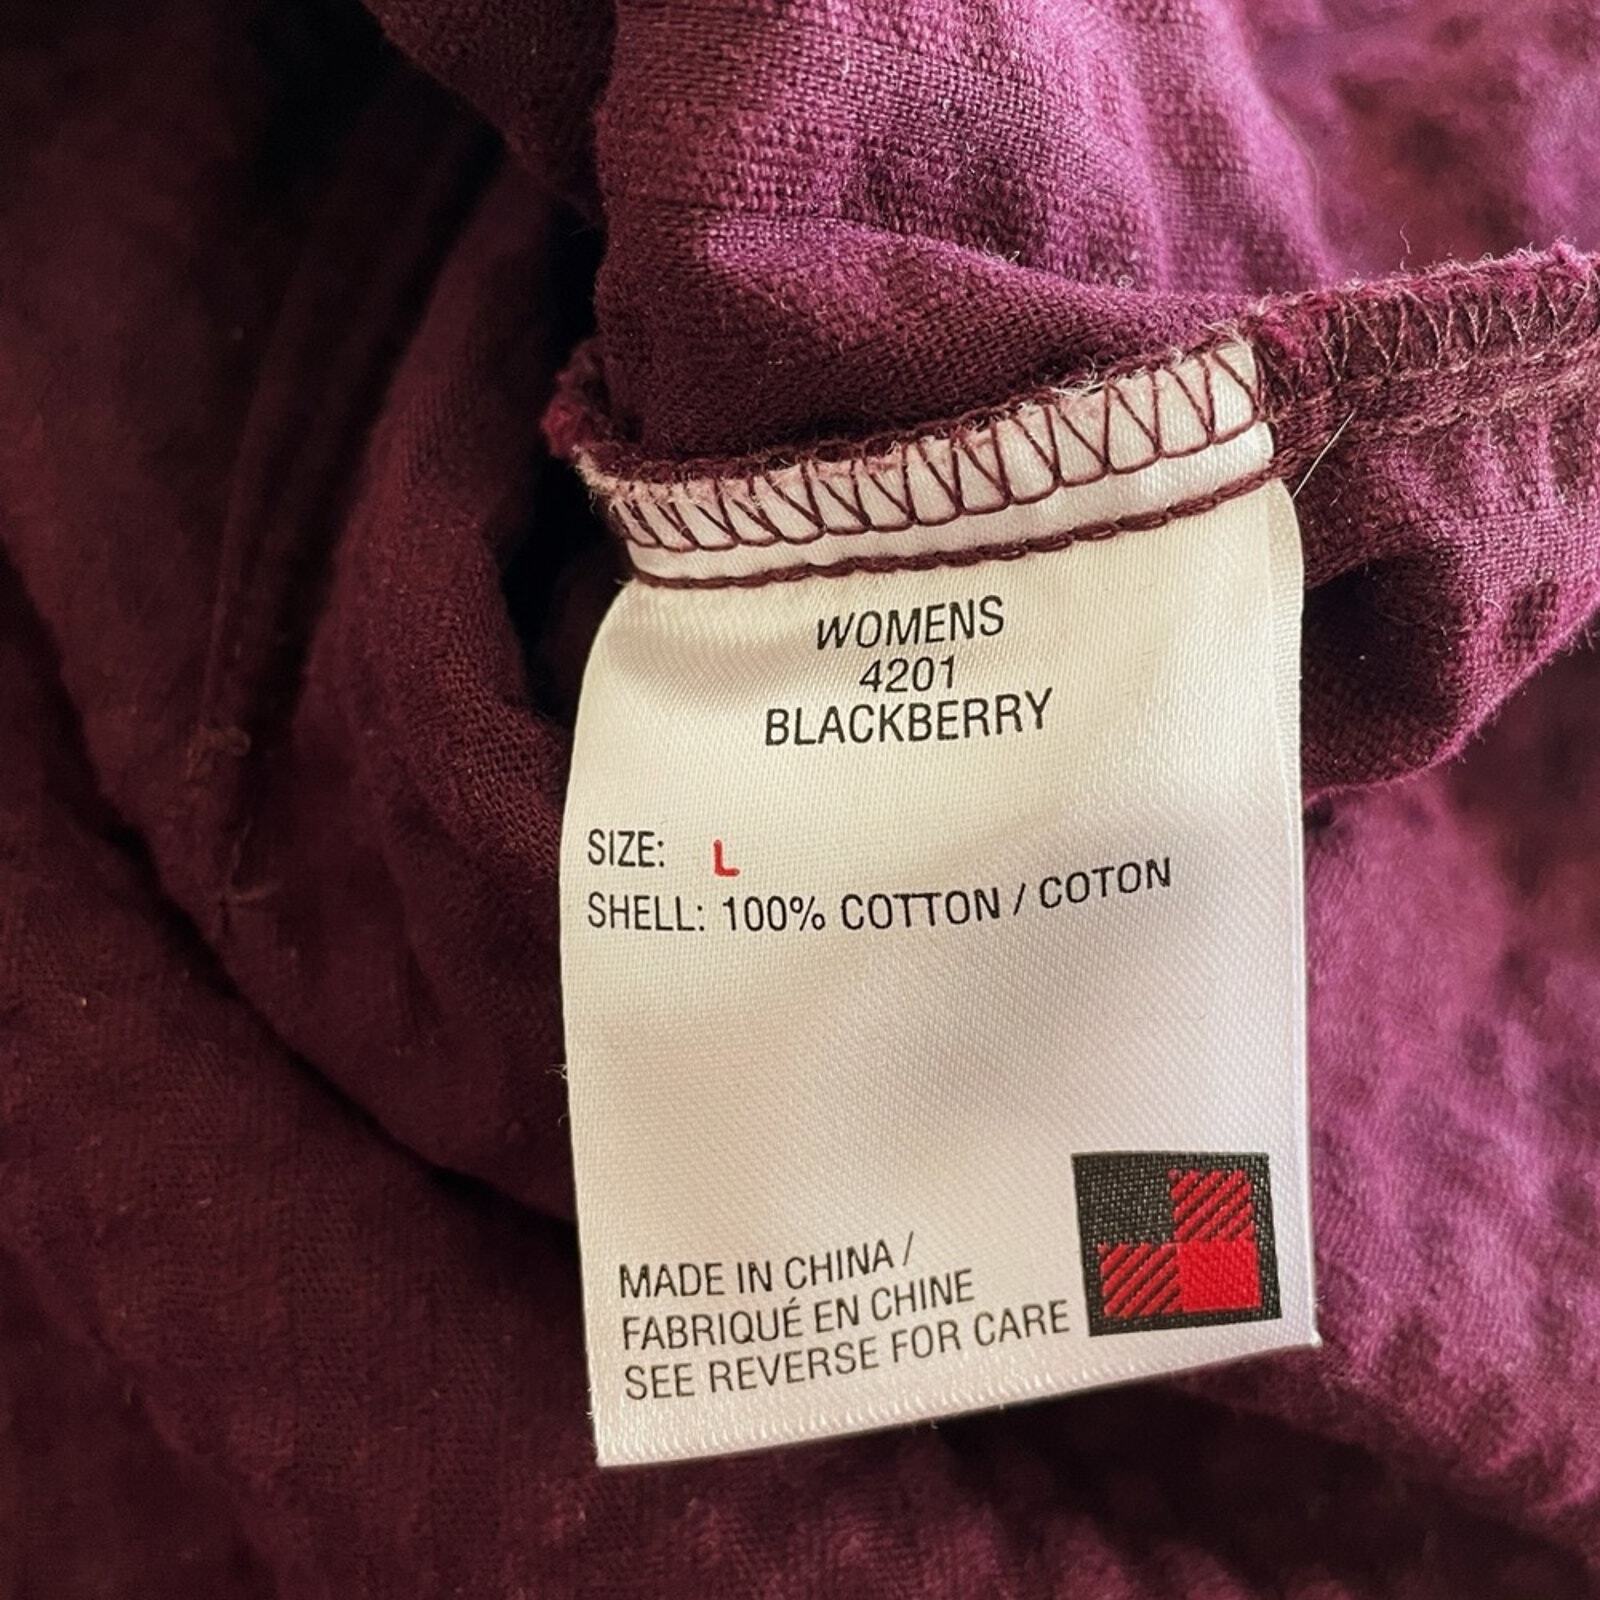 WOMENS
4201
BLACKBERRY
SIZE: L
SHELL: 100% COTTON / COTON
MADE IN CHINA /
FABRIQUÉ EN CHINE
SEE REVERSE FOR CARE